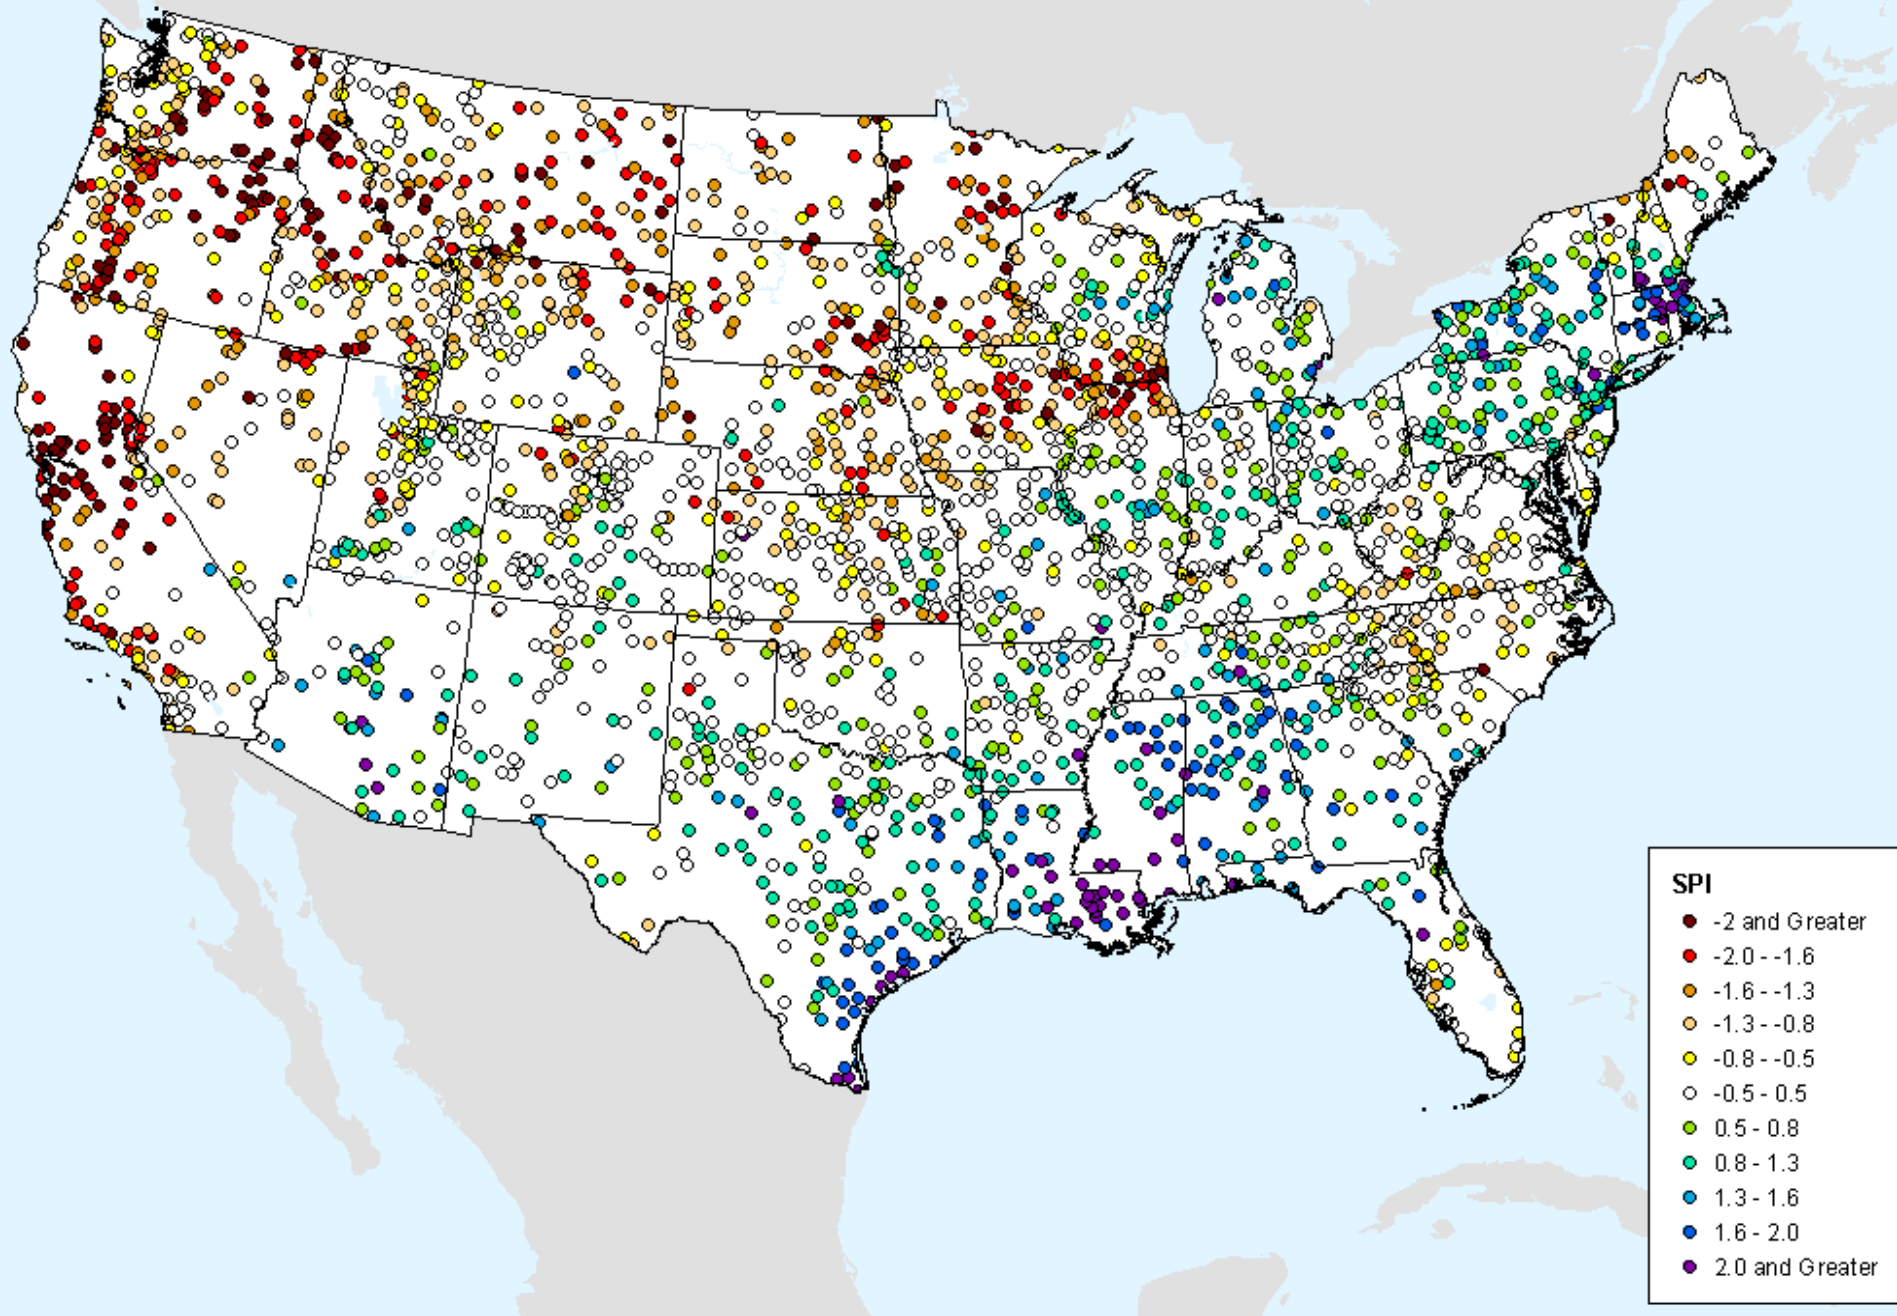 SPI
-2 and Greater
-2.0 - -1.6
-1.6 - -1.3
-1.3 - -0.8
-0.8 - -0.5
-0.5 - 0.5
0.5 - 0.8
0.8 - 1.3
1.3 - 1.6
1.6 - 2.0
2.0 and Greater